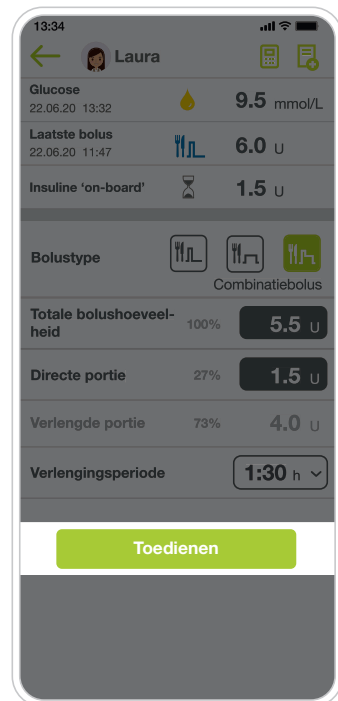 13:34
Laura
Glucose
22.06.20 13:32
9.5 mmol/L
Laatste bolus
22.06.20 11:47
6.0 U
Insuline ‘on-board’
1.5 U
Bolustype
Combinatiebolus
Totale bolushoeveel-
heid
100%
5.5 U
Directe portie
27%
1.5 U
Verlengde portie
73%
4.0 U
Verlengingsperiode
1:30 h
Toedienen